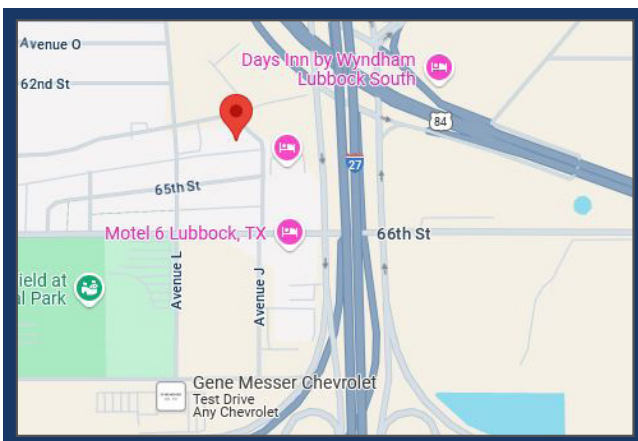 Avenue O
62nd St
Days Inn by Wyndham
Lubbock South
84
27
65th St
Motel 6 Lubbock, TX
66th St
Avenue L
Avenue J
ield at
al Park
Gene Messer Chevrolet
Test Drive
Any Chevrolet